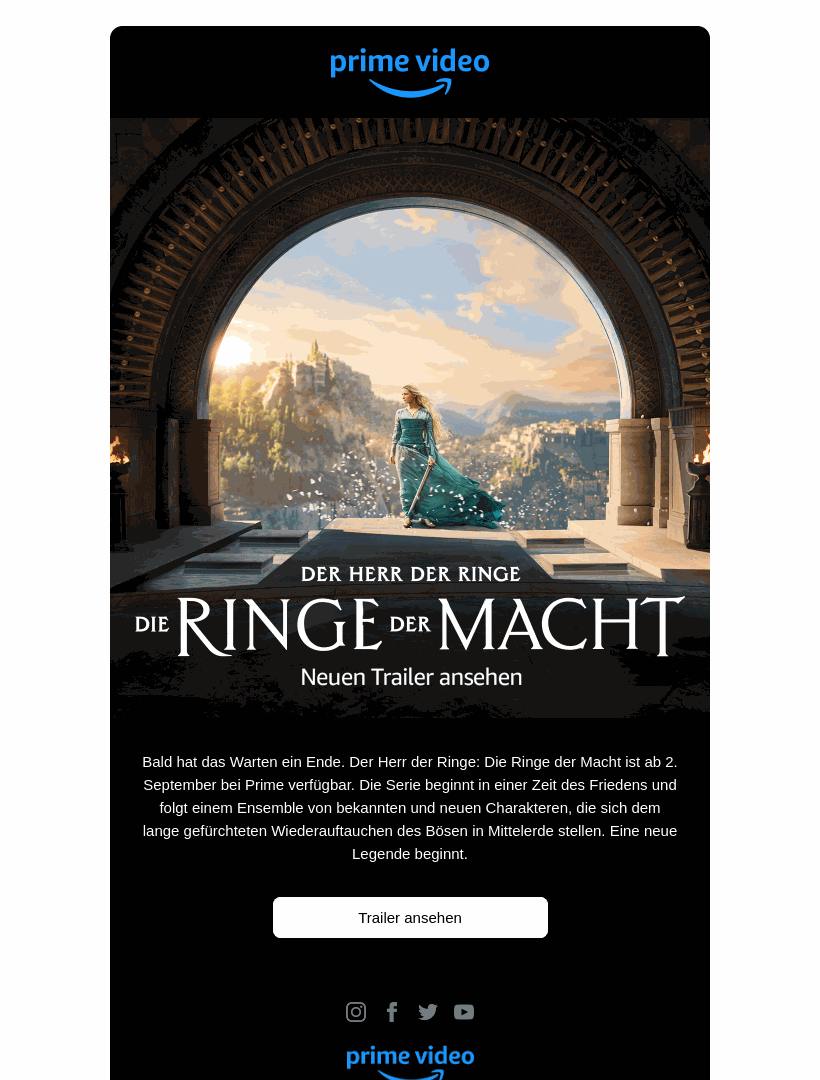 prime video
DER HERR DER RINGE
DIE RINGE DER MACHT
Neuen Trailer ansehen
Bald hat das Warten ein Ende. Der Herr der Ringe: Die Ringe der Macht ist ab 2.
September bei Prime verfügbar. Die Serie beginnt in einer Zeit des Friedens und
folgt einem Ensemble von bekannten und neuen Charakteren, die sich dem
lange gefürchteten Wiederauftauchen des Bösen in Mittelerde stellen. Eine neue
Legende beginnt.
Trailer ansehen
prime video